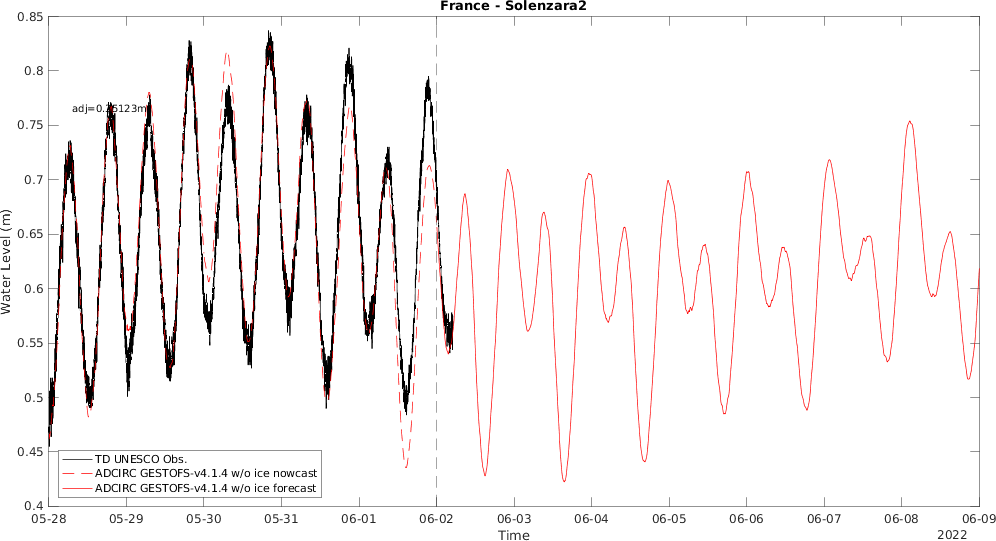 France - Solenzara2
0.85
0.8
0.75
0.7
0.65
0.6
0.55
0.5
0.45
0.4
Water Level (m)
TD UNESCO Obs.
ADCIRC GESTOFS-v4.1.4 w/o ice nowcast
ADCIRC GESTOFS-v4.1.4 w/o ice forecast
05-28 05-29 05-30 05-31 06-01 06-02 06-03 06-04 06-05 06-06 06-07 06-08 06-09
Time
2022